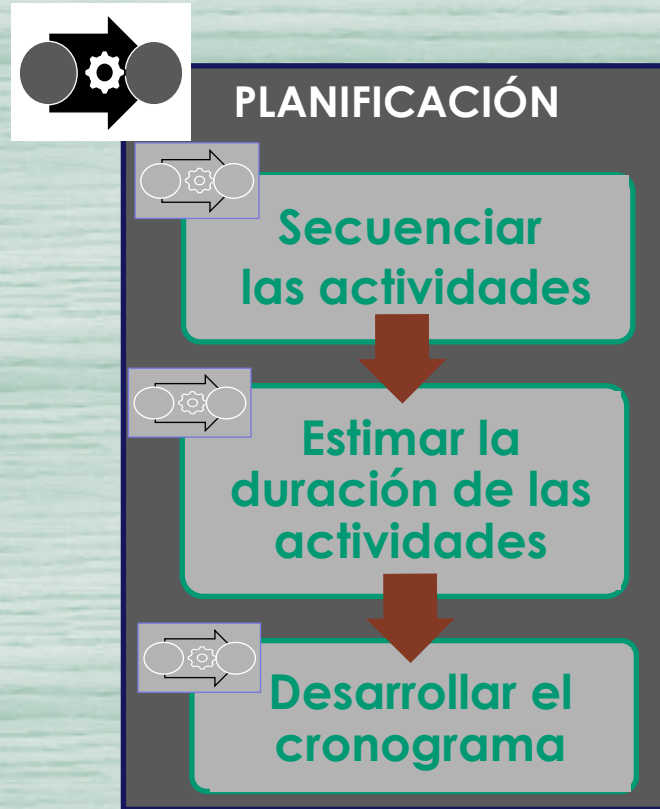 PLANIFICACIÓN
Secuenciar
las actividades
Estimar la
duración de las
actividades
Desarrollar el
cronograma